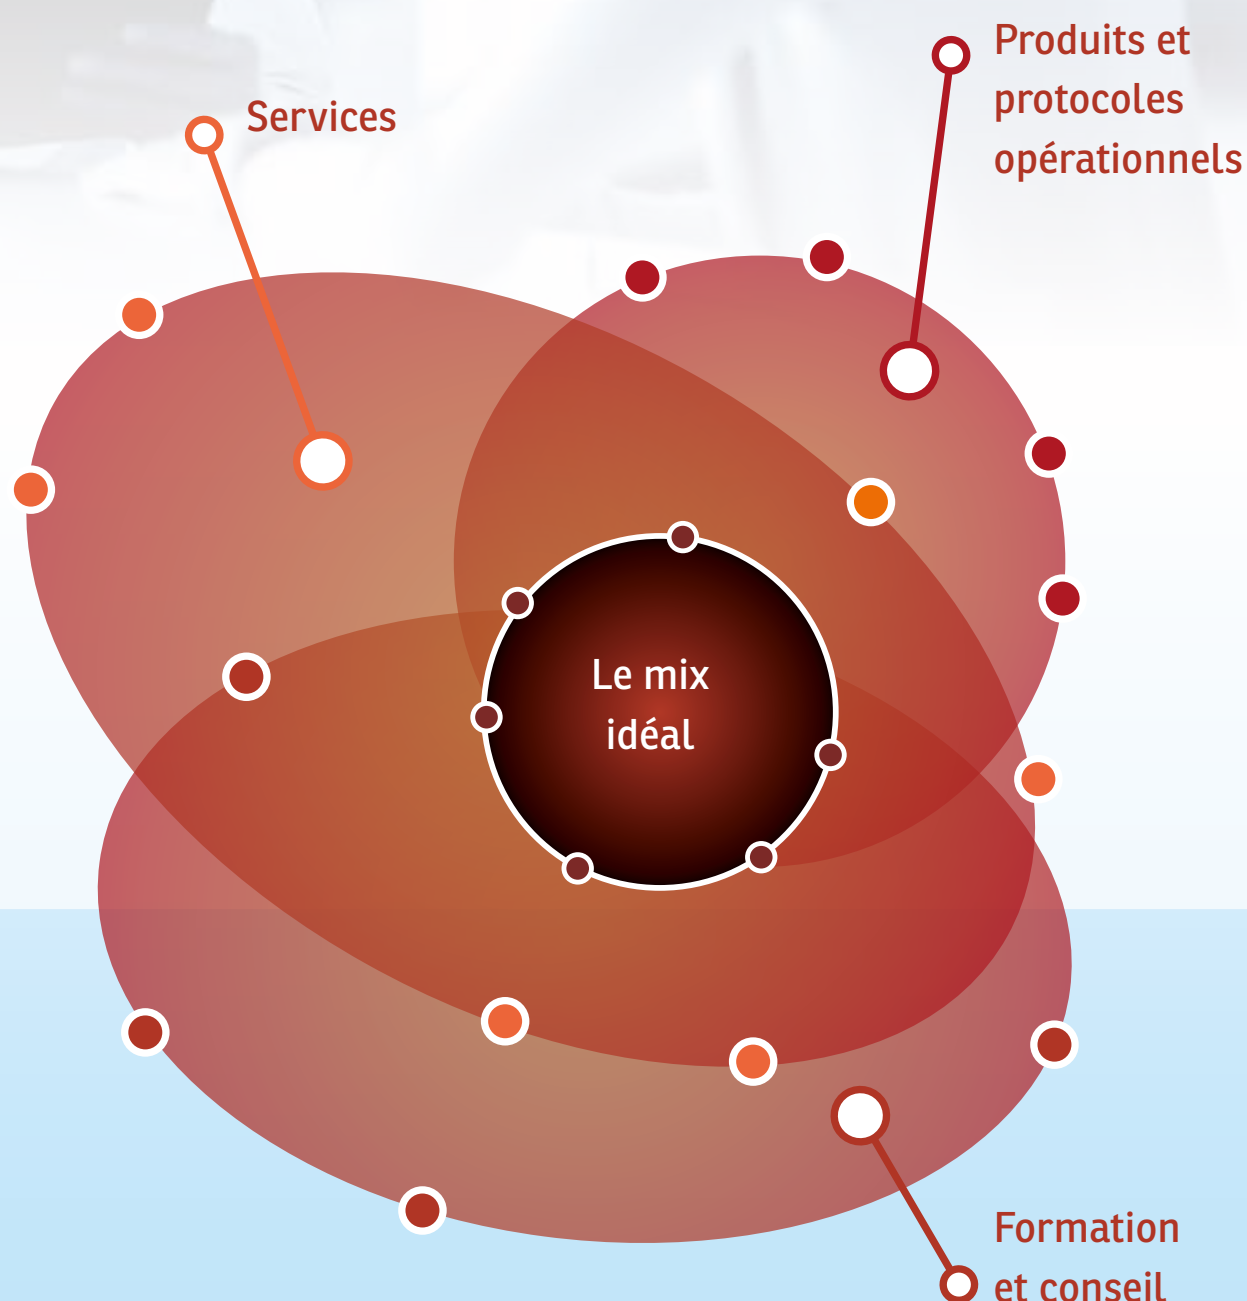 Services
Produits et
protocoles
opérationnels
Le mix
idéal
Formation
et conseil